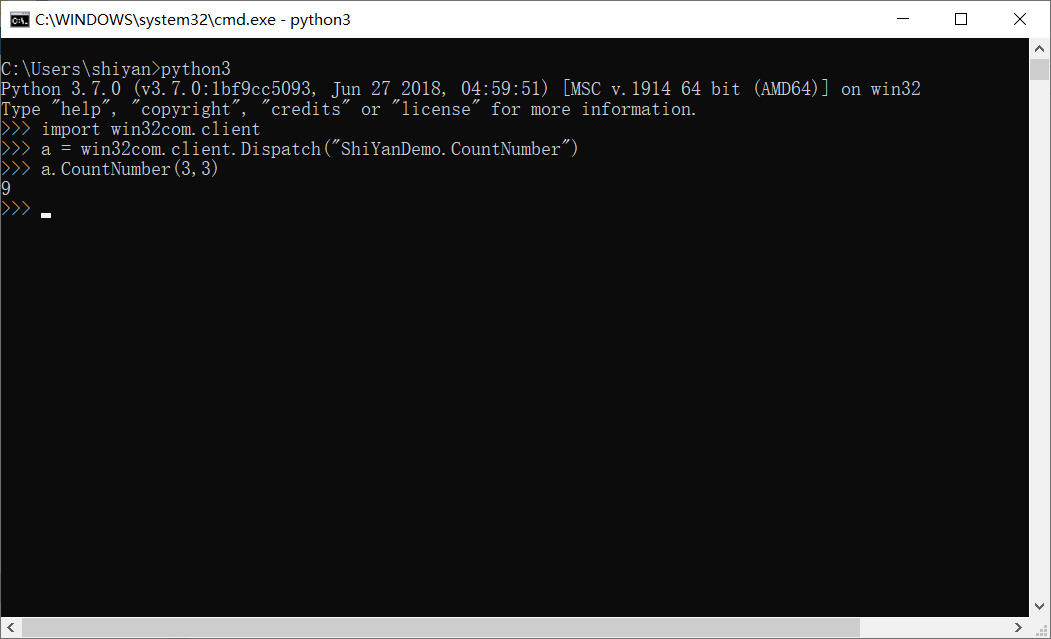 C:\WINDOWS\system32\cmd.exe - python3
C:\Users\shiyan>python3
Python 3.7.0 (v3.7.0:1bf9cc5093, Jun 27 2018, 04:59:51) [MSC v.1914 64 bit (AMD64)] on win32
Type "help", "copyright", "credits" or "license" for more information.
>>> import win32com.client
>>> a = win32com.client.Dispatch("ShiYanDemo.CountNumber")
>>> a.CountNumber(3,3)
9
>>>